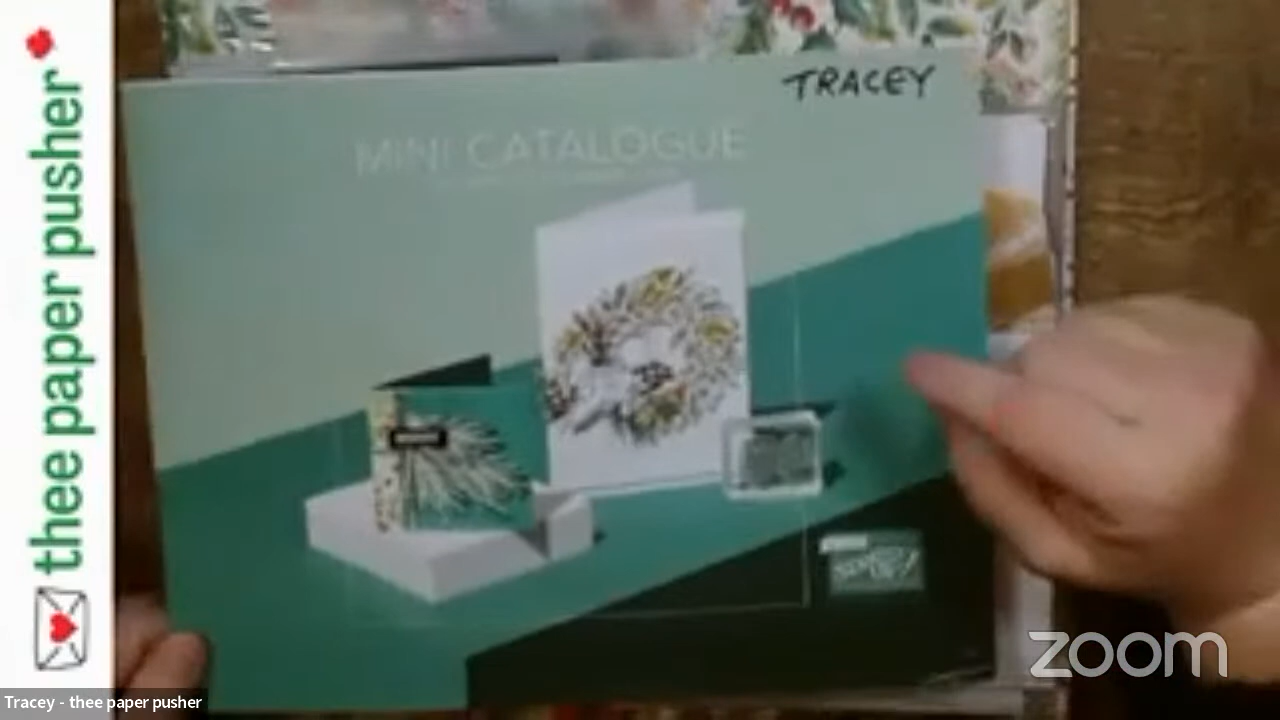 thee paper pusher
TRACEY
MINI CATALOGUE
zoom
Tracey - thee paper pusher